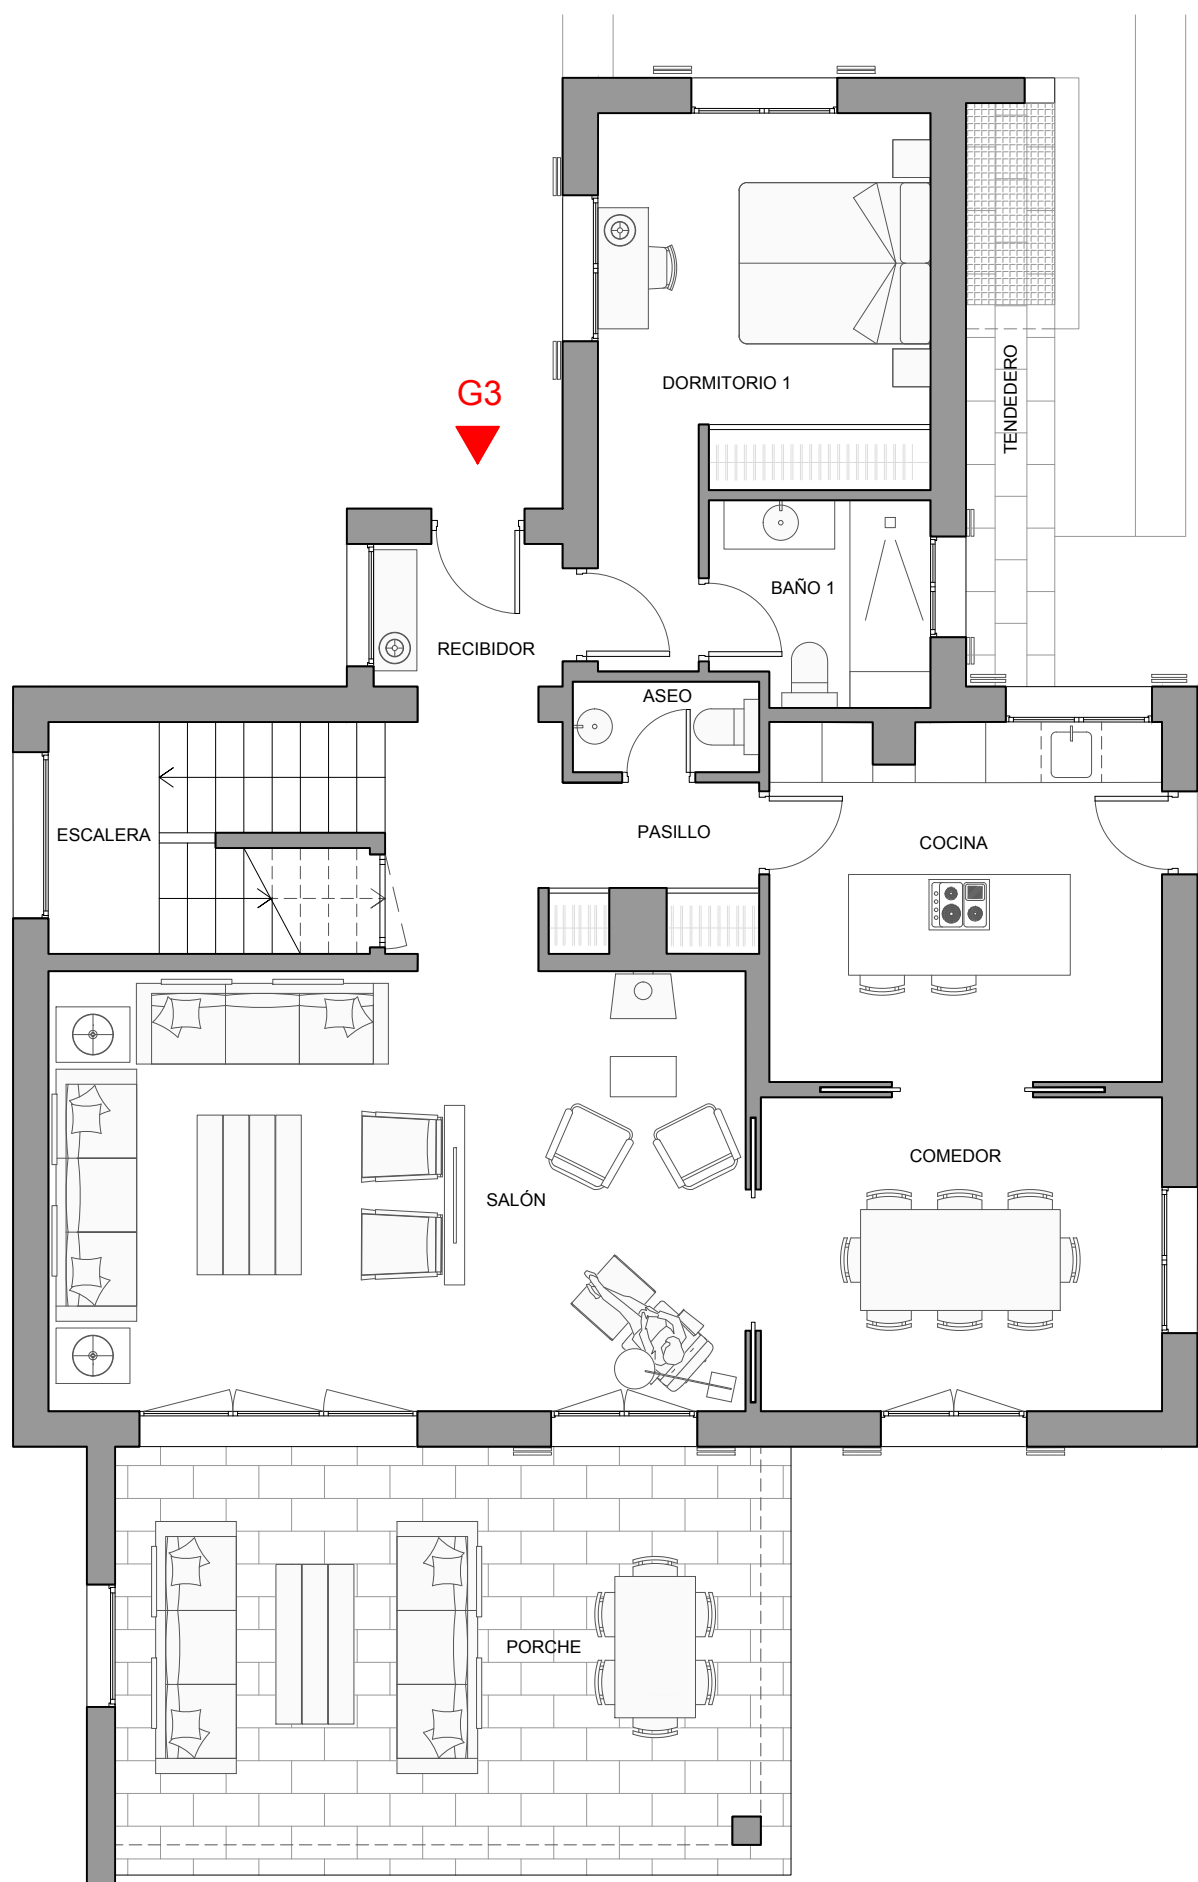 DORMITORIO 1
G3
TENDEDERO
BAÑO 1
RECIBIDOR
ASEO
ESCALERA
PASILLO
COCINA
COMEDOR
SALÓN
PORCHE